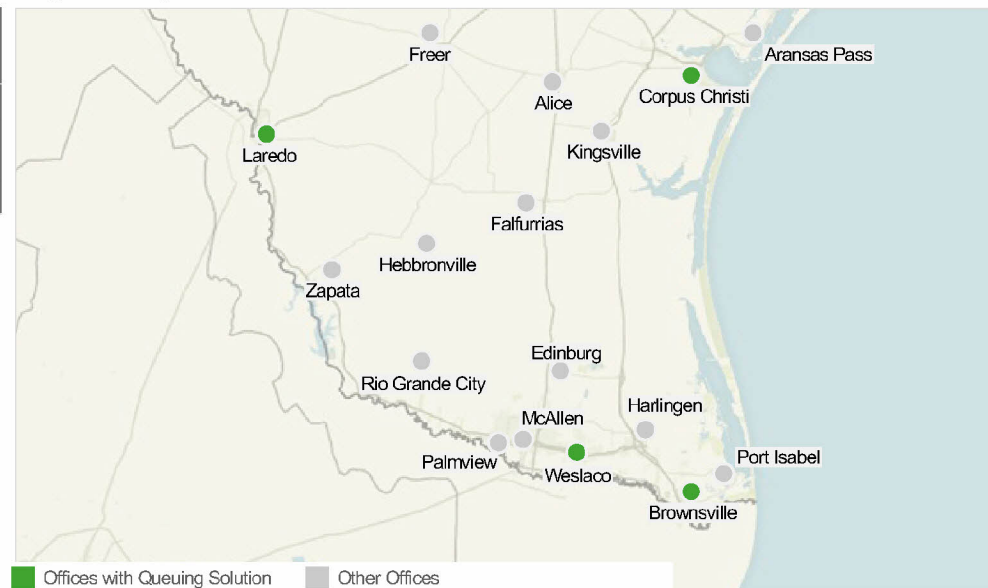 Freer
Aransas Pass
Alice
Corpus Christi
Laredo
Kingsville
Falfurrias
Hebbronville
Zapata
Edinburg
Rio Grande City
Harlingen
McAllen
Palmview
Port Isabel
Weslaco
Brownsville
Offices with Queuing Solution
Other Offices